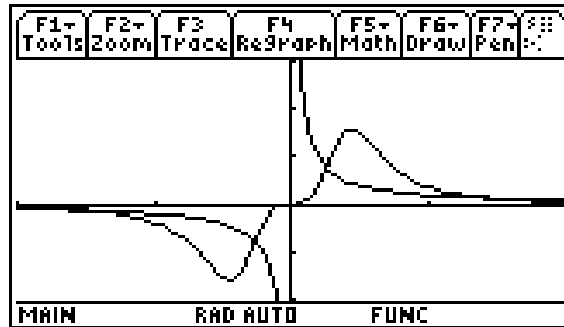 F1▾ F2▾ F3 F4 F5▾ F6▾ F7▾
Tools Zoom Trace ReGraph Math Draw Pen
MAIN RAD AUTO FUNC